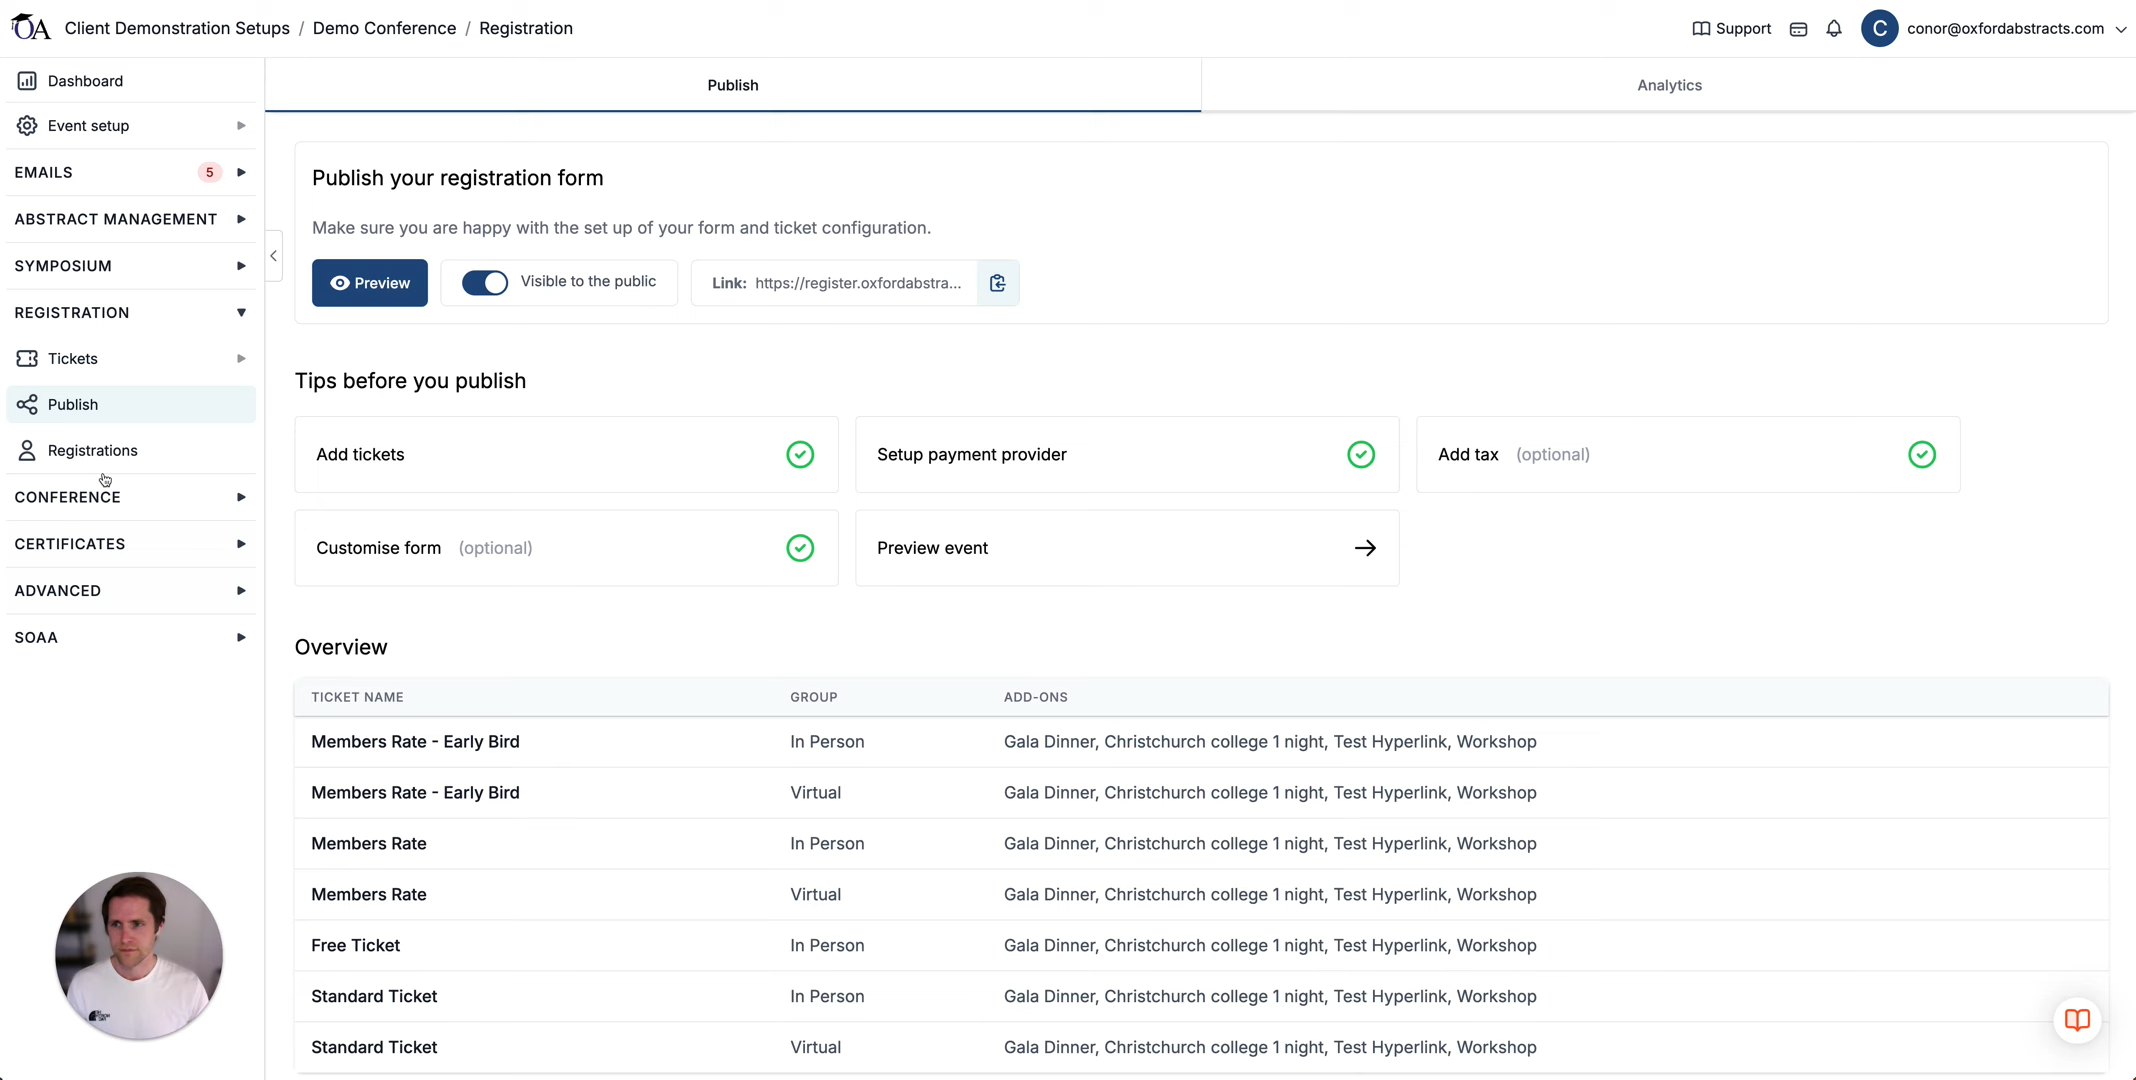 OA Client Demonstration Setups / Demo Conference / Registration
Support
C conor@oxfordabstracts.com
Dashboard
Event setup
EMAILS 5
ABSTRACT MANAGEMENT
SYMPOSIUM
REGISTRATION
Tickets
Publish
Registrations
CONFERENCE
CERTIFICATES
ADVANCED
SOAA
Publish Analytics
Publish your registration form
Make sure you are happy with the set up of your form and ticket configuration.
Preview Visible to the public Link: https://register.oxfordabstra...
Tips before you publish
Add tickets Setup payment provider Add tax (optional)
Customise form (optional) Preview event
Overview
TICKET NAME GROUP ADD-ONS
Members Rate - Early Bird In Person Gala Dinner, Christchurch college 1 night, Test Hyperlink, Workshop
Members Rate - Early Bird Virtual Gala Dinner, Christchurch college 1 night, Test Hyperlink, Workshop
Members Rate In Person Gala Dinner, Christchurch college 1 night, Test Hyperlink, Workshop
Members Rate Virtual Gala Dinner, Christchurch college 1 night, Test Hyperlink, Workshop
Free Ticket In Person Gala Dinner, Christchurch college 1 night, Test Hyperlink, Workshop
Standard Ticket In Person Gala Dinner, Christchurch college 1 night, Test Hyperlink, Workshop
Standard Ticket Virtual Gala Dinner, Christchurch college 1 night, Test Hyperlink, Workshop